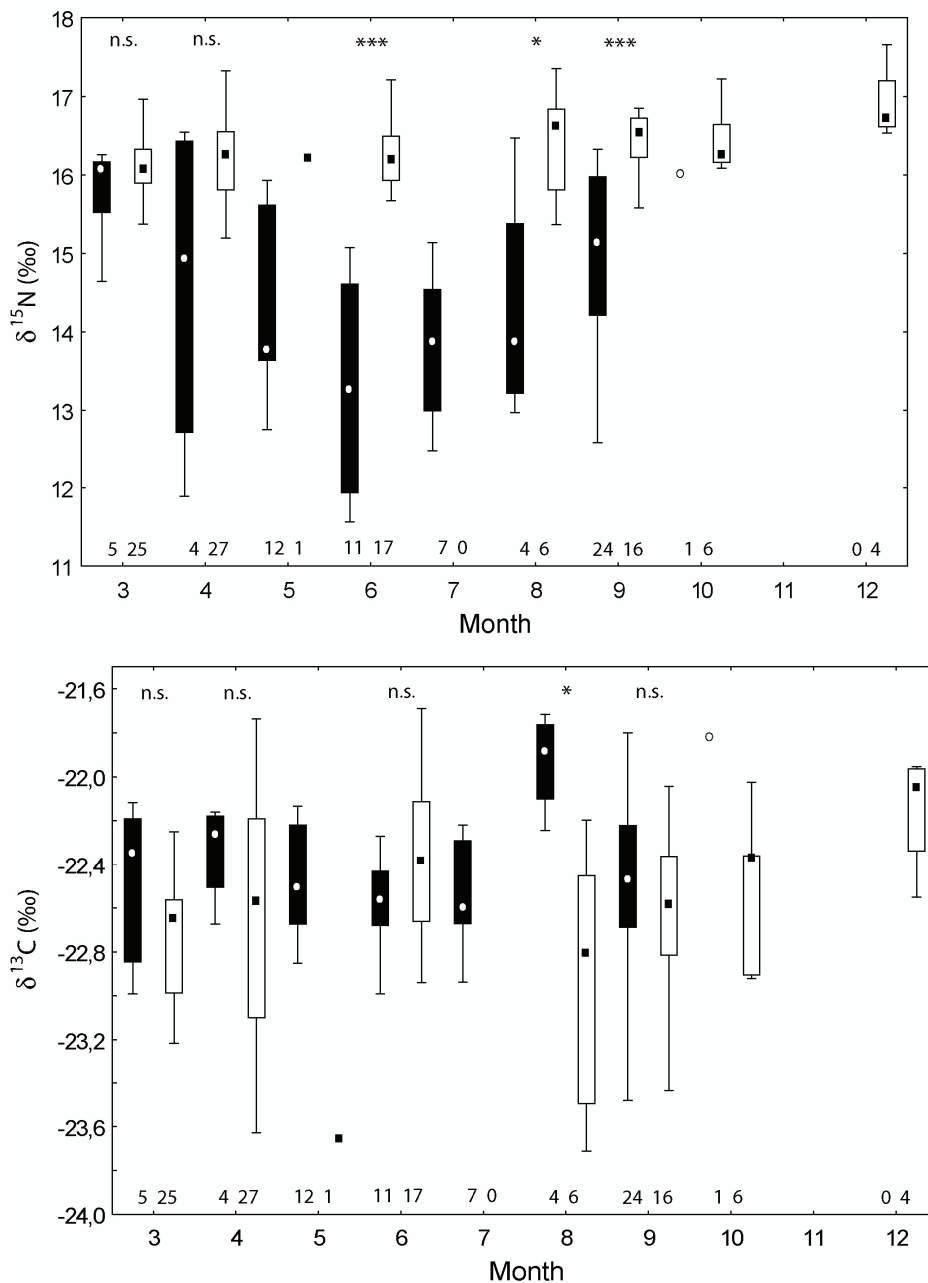 18
n.s. n.s. *** * ***
17
16
15
14
13
12
5 25 4 27 12 1 11 17 7 0 4 6 24 16 1 6 0 4
11
3 4 5 6 7 8 9 10 11 12
δ 15N (‰)
Month
-21,6
n.s. n.s. n.s. * n.s.
-22,0
-22,4
-22,8
-23,2
-23,6
5 25 4 27 12 1 11 17 7 0 4 6 24 16 1 6 0 4
-24,0
3 4 5 6 7 8 9 10 11 12
δ 13C (‰)
Month